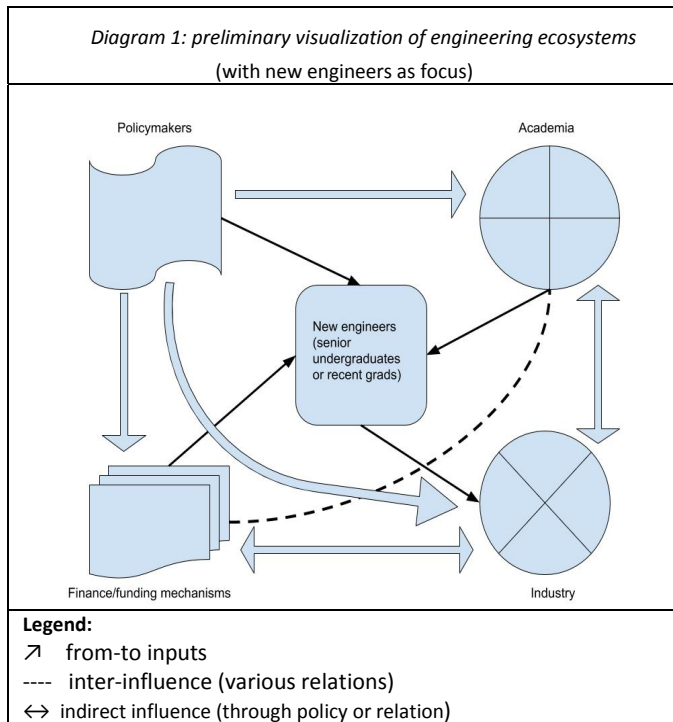 Diagram 1: preliminary visualization of engineering ecosystems
(with new engineers as focus)
Policymakers
Academia
New engineers
(senior
undergraduates
or recent grads)
Finance/funding mechanisms
Industry
Legend:
↗ from-to inputs
---- inter-influence (various relations)
↔ indirect influence (through policy or relation)